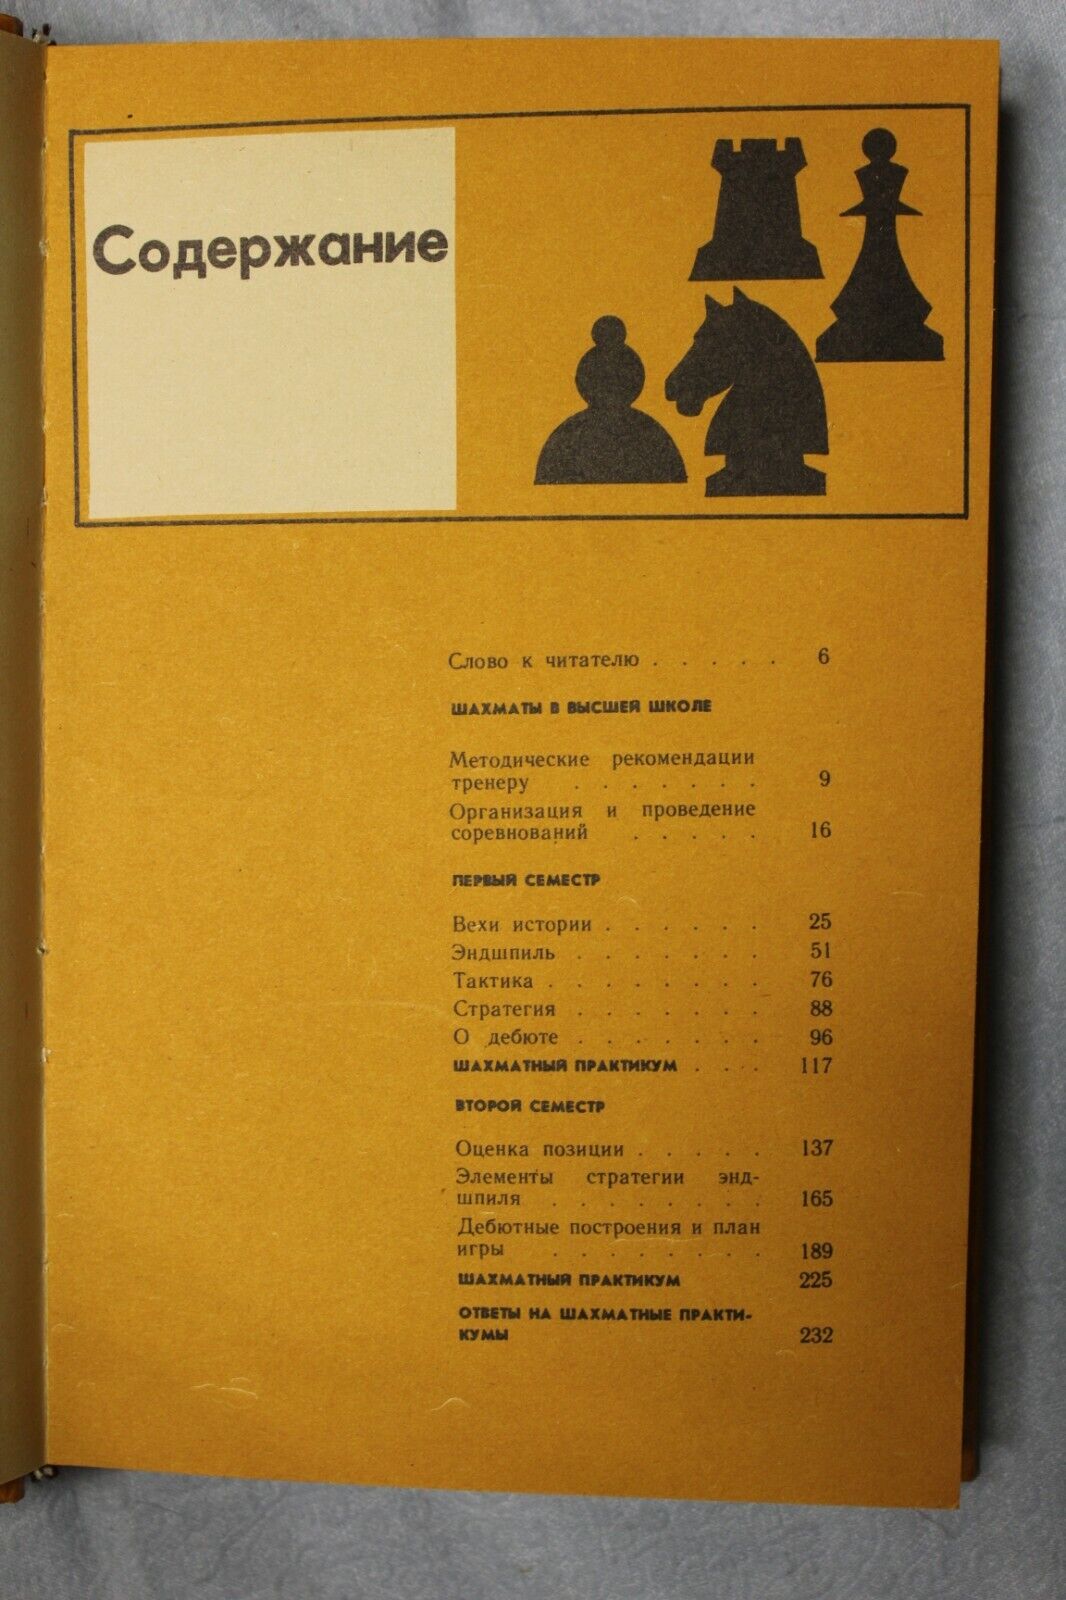 Содержание
Слово к читателю . . . . . 6
ШАХМАТЫ В ВЫСШЕЙ ШКОЛЕ
Методические рекомендации
тренеру . . . . . . . 9
Организация и проведение
соревнований . . . . . 16
ПЕРВЫЙ СЕМЕСТР
Вехи истории . . . . . . 25
Эндшпиль . . . . . . . 51
Тактика . . . . . . . . 76
Стратегия . . . . . . . 88
О дебюте . . . . . . . 96
ШАХМАТНЫЙ ПРАКТИКУМ . . . 117
ВТОРОЙ СЕМЕСТР
Оценка позиции . . . . . 137
Элементы стратегии энд-
шпиля . . . . . . . . 165
Дебютные построения и план
игры . . . . . . . . 189
ШАХМАТНЫЙ ПРАКТИКУМ 225
ОТВЕТЫ НА ШАХМАТНЫЕ ПРАКТИ-
КУМЫ 232